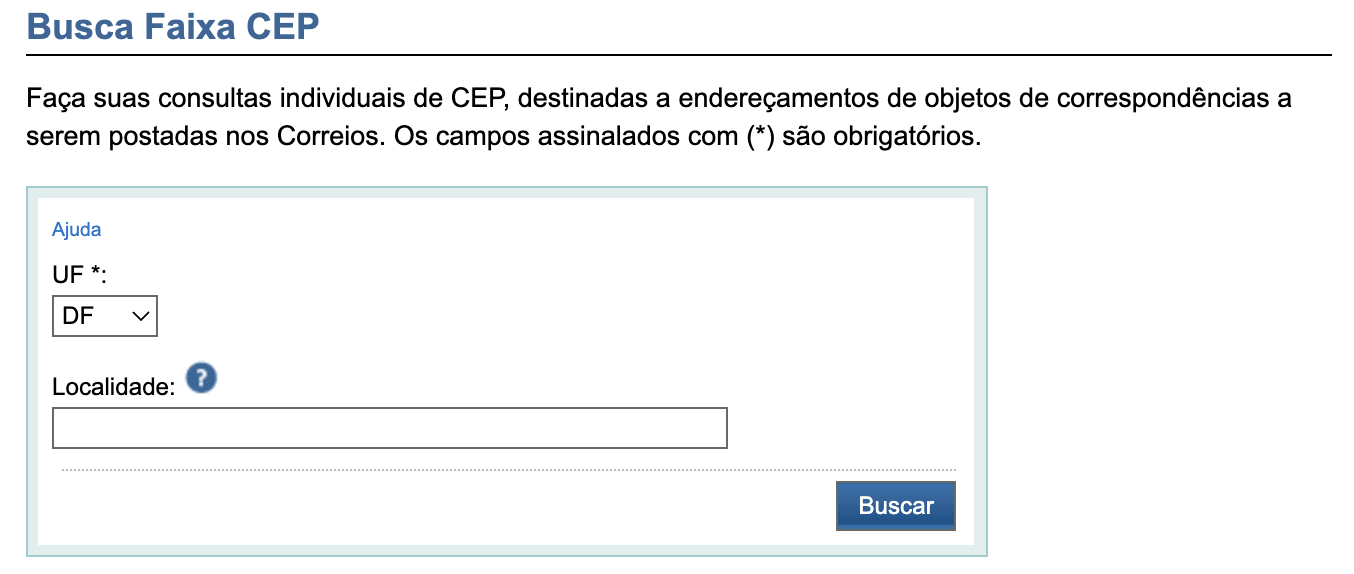 Busca Faixa CEP
Faça suas consultas individuais de CEP, destinadas a endereçamentos de objetos de correspondências a
serem postadas nos Correios. Os campos assinalados com (*) são obrigatórios.
Ajuda
UF *:
DF
Localidade: ?
Buscar